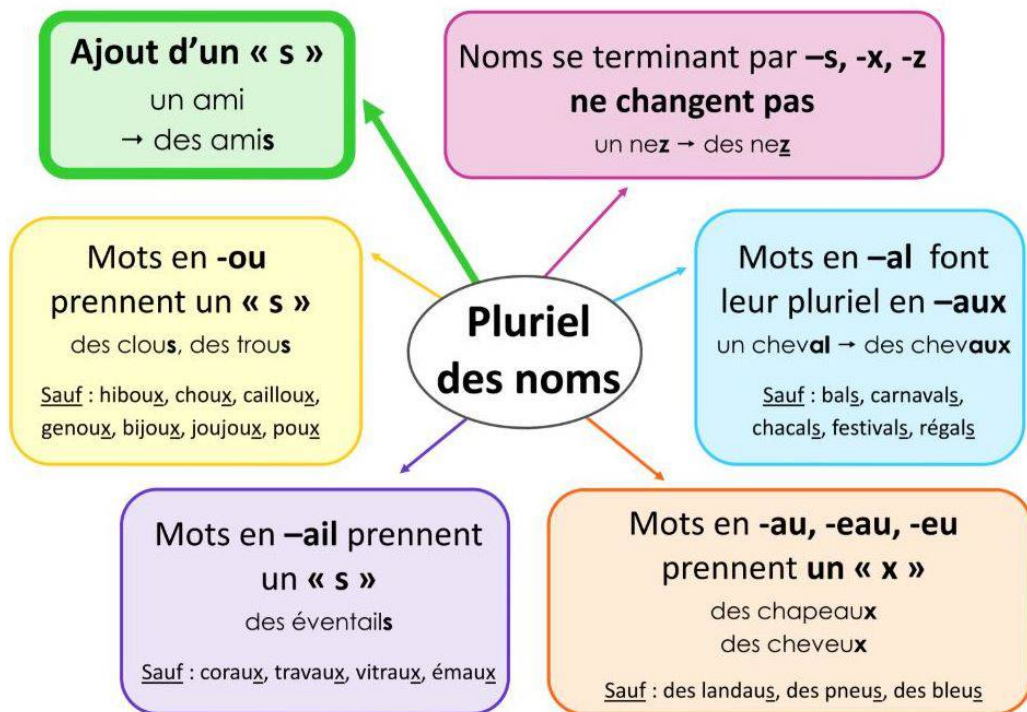 Ajout d'un « s »
un ami
→ des amis
Noms se terminant par –s, -x, -z
ne changent pas
un nez → des nez
Mots en -ou
prennent un « s »
des clous, des trous
Sauf : hiboux, choux, cailloux,
genoux, bijoux, joujoux, poux
Pluriel
des noms
Mots en –al font
leur pluriel en –aux
un cheval → des chevaux
Sauf : bals, carnavals,
chacals, festivals, régals
Mots en –ail prennent
un « s »
des éventails
Sauf : coraux, travaux, vitraux, émaux
Mots en -au, -eau, -eu
prennent un « x »
des chapeaux
des cheveux
Sauf : des landaus, des pneus, des bleus